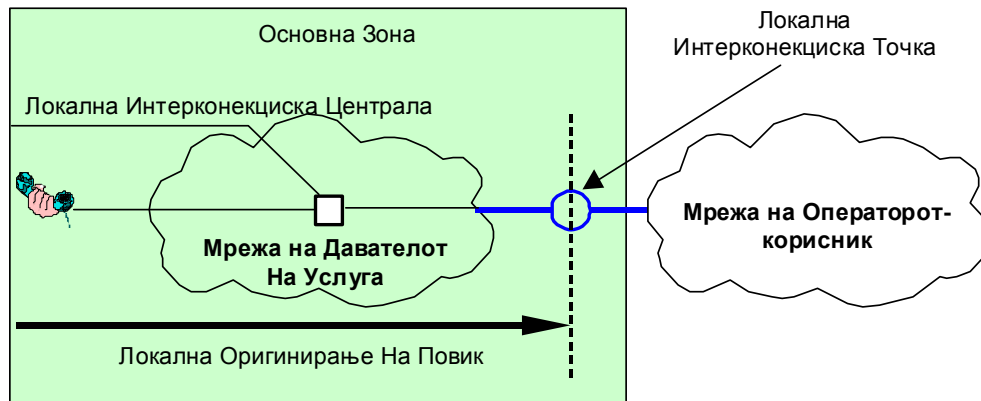 Основна Зона
Локална
Интерконекциска Точка
Локална Интерконекциска Централа
Мрежа на Давателот
На Услуга
Мрежа на Операторот-
корисник
Локална Оригинирање На Повик